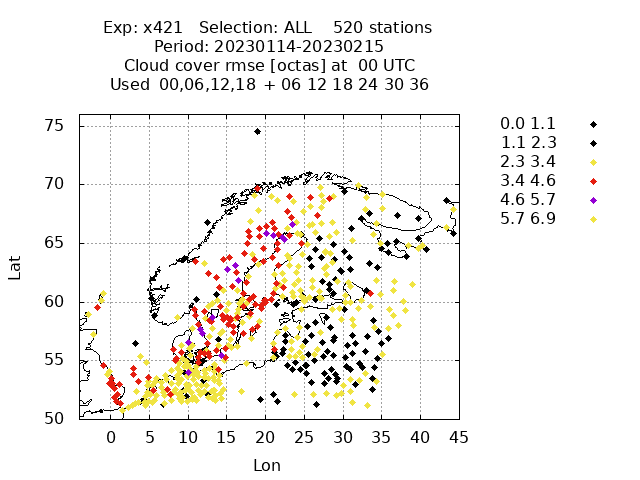 Exp: x421   Selection: ALL    520 stations
Period: 20230114-20230215
Cloud cover rmse [octas] at  00 UTC
Used  00,06,12,18  + 06 12 18 24 30 36
75
70
65
60
55
50
Lat
0 5 10 15 20 25 30 35 40 45
Lon
0.0 1.1
1.1 2.3
2.3 3.4
3.4 4.6
4.6 5.7
5.7 6.9